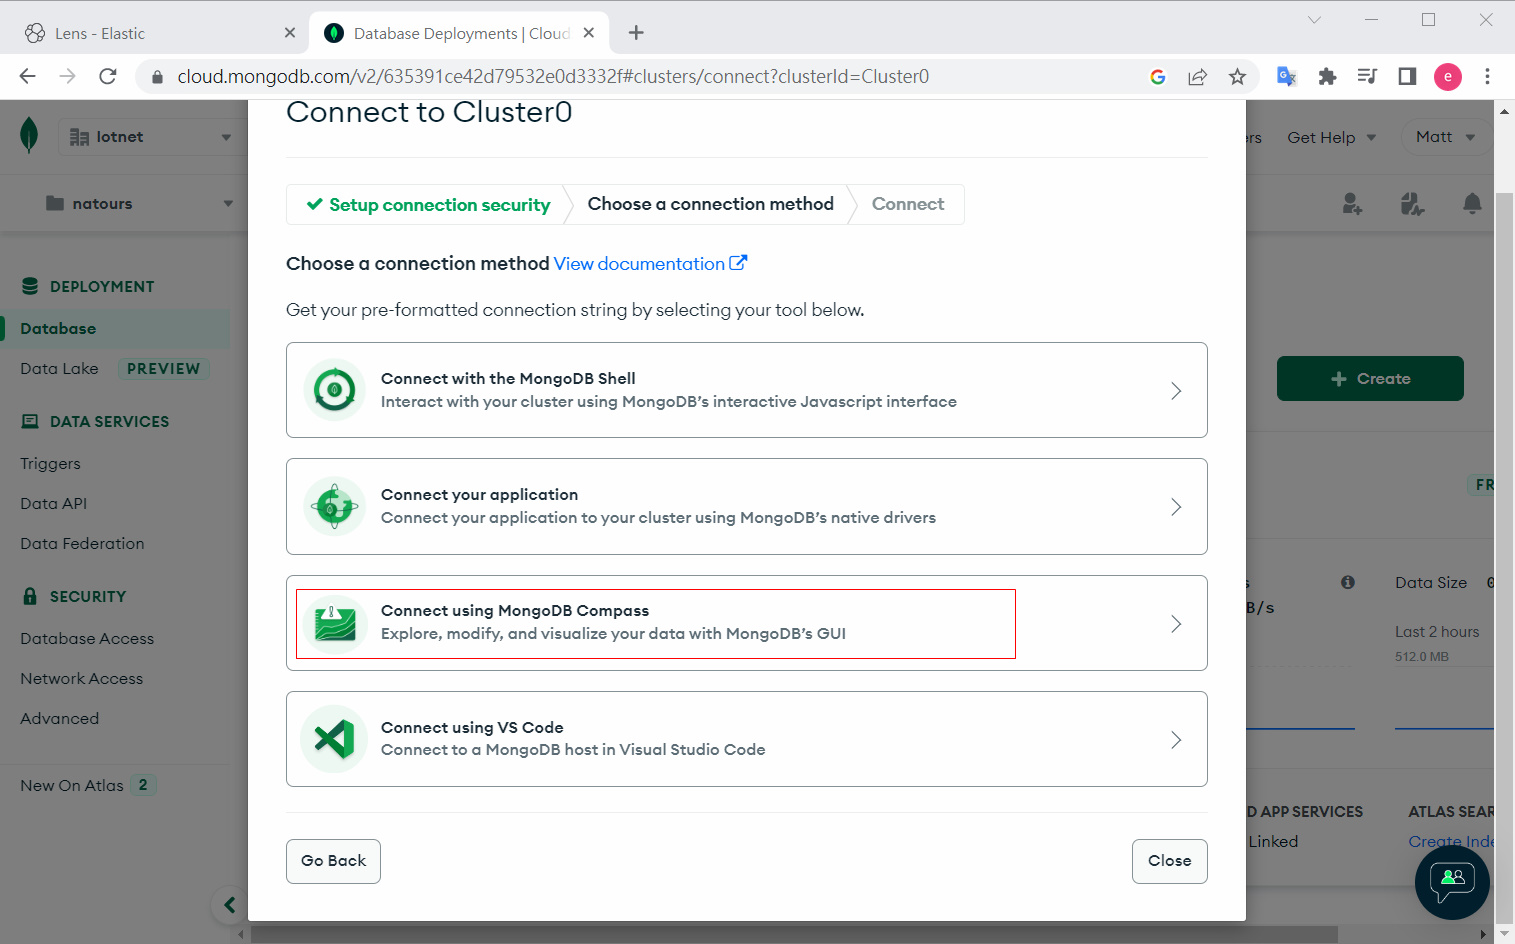 Lens - Elastic
Database Deployments | Cloud
cloud.mongodb.com/v2/635391ce42d79532e0d3332f#clusters/connect?clusterId=Cluster0
e
Iotnet
Get Help
Matt
natours
DEPLOYMENT
Database
Data Lake PREVIEW
DATA SERVICES
Triggers
Data API
Data Federation
SECURITY
Database Access
Network Access
Advanced
New On Atlas 2
Connect to Cluster0
Setup connection security
Choose a connection method
Connect
Choose a connection method View documentation
Get your pre-formatted connection string by selecting your tool below.
Connect with the MongoDB Shell
Interact with your cluster using MongoDB’s interactive Javascript interface
Connect your application
Connect your application to your cluster using MongoDB’s native drivers
Connect using MongoDB Compass
Explore, modify, and visualize your data with MongoDB’s GUI
Connect using VS Code
Connect to a MongoDB host in Visual Studio Code
Go Back
Close
+ Create
FR
B/s
Data Size
Last 2 hours
512.0 MB
D APP SERVICES
Linked
ATLAS SEAR
Create Inde